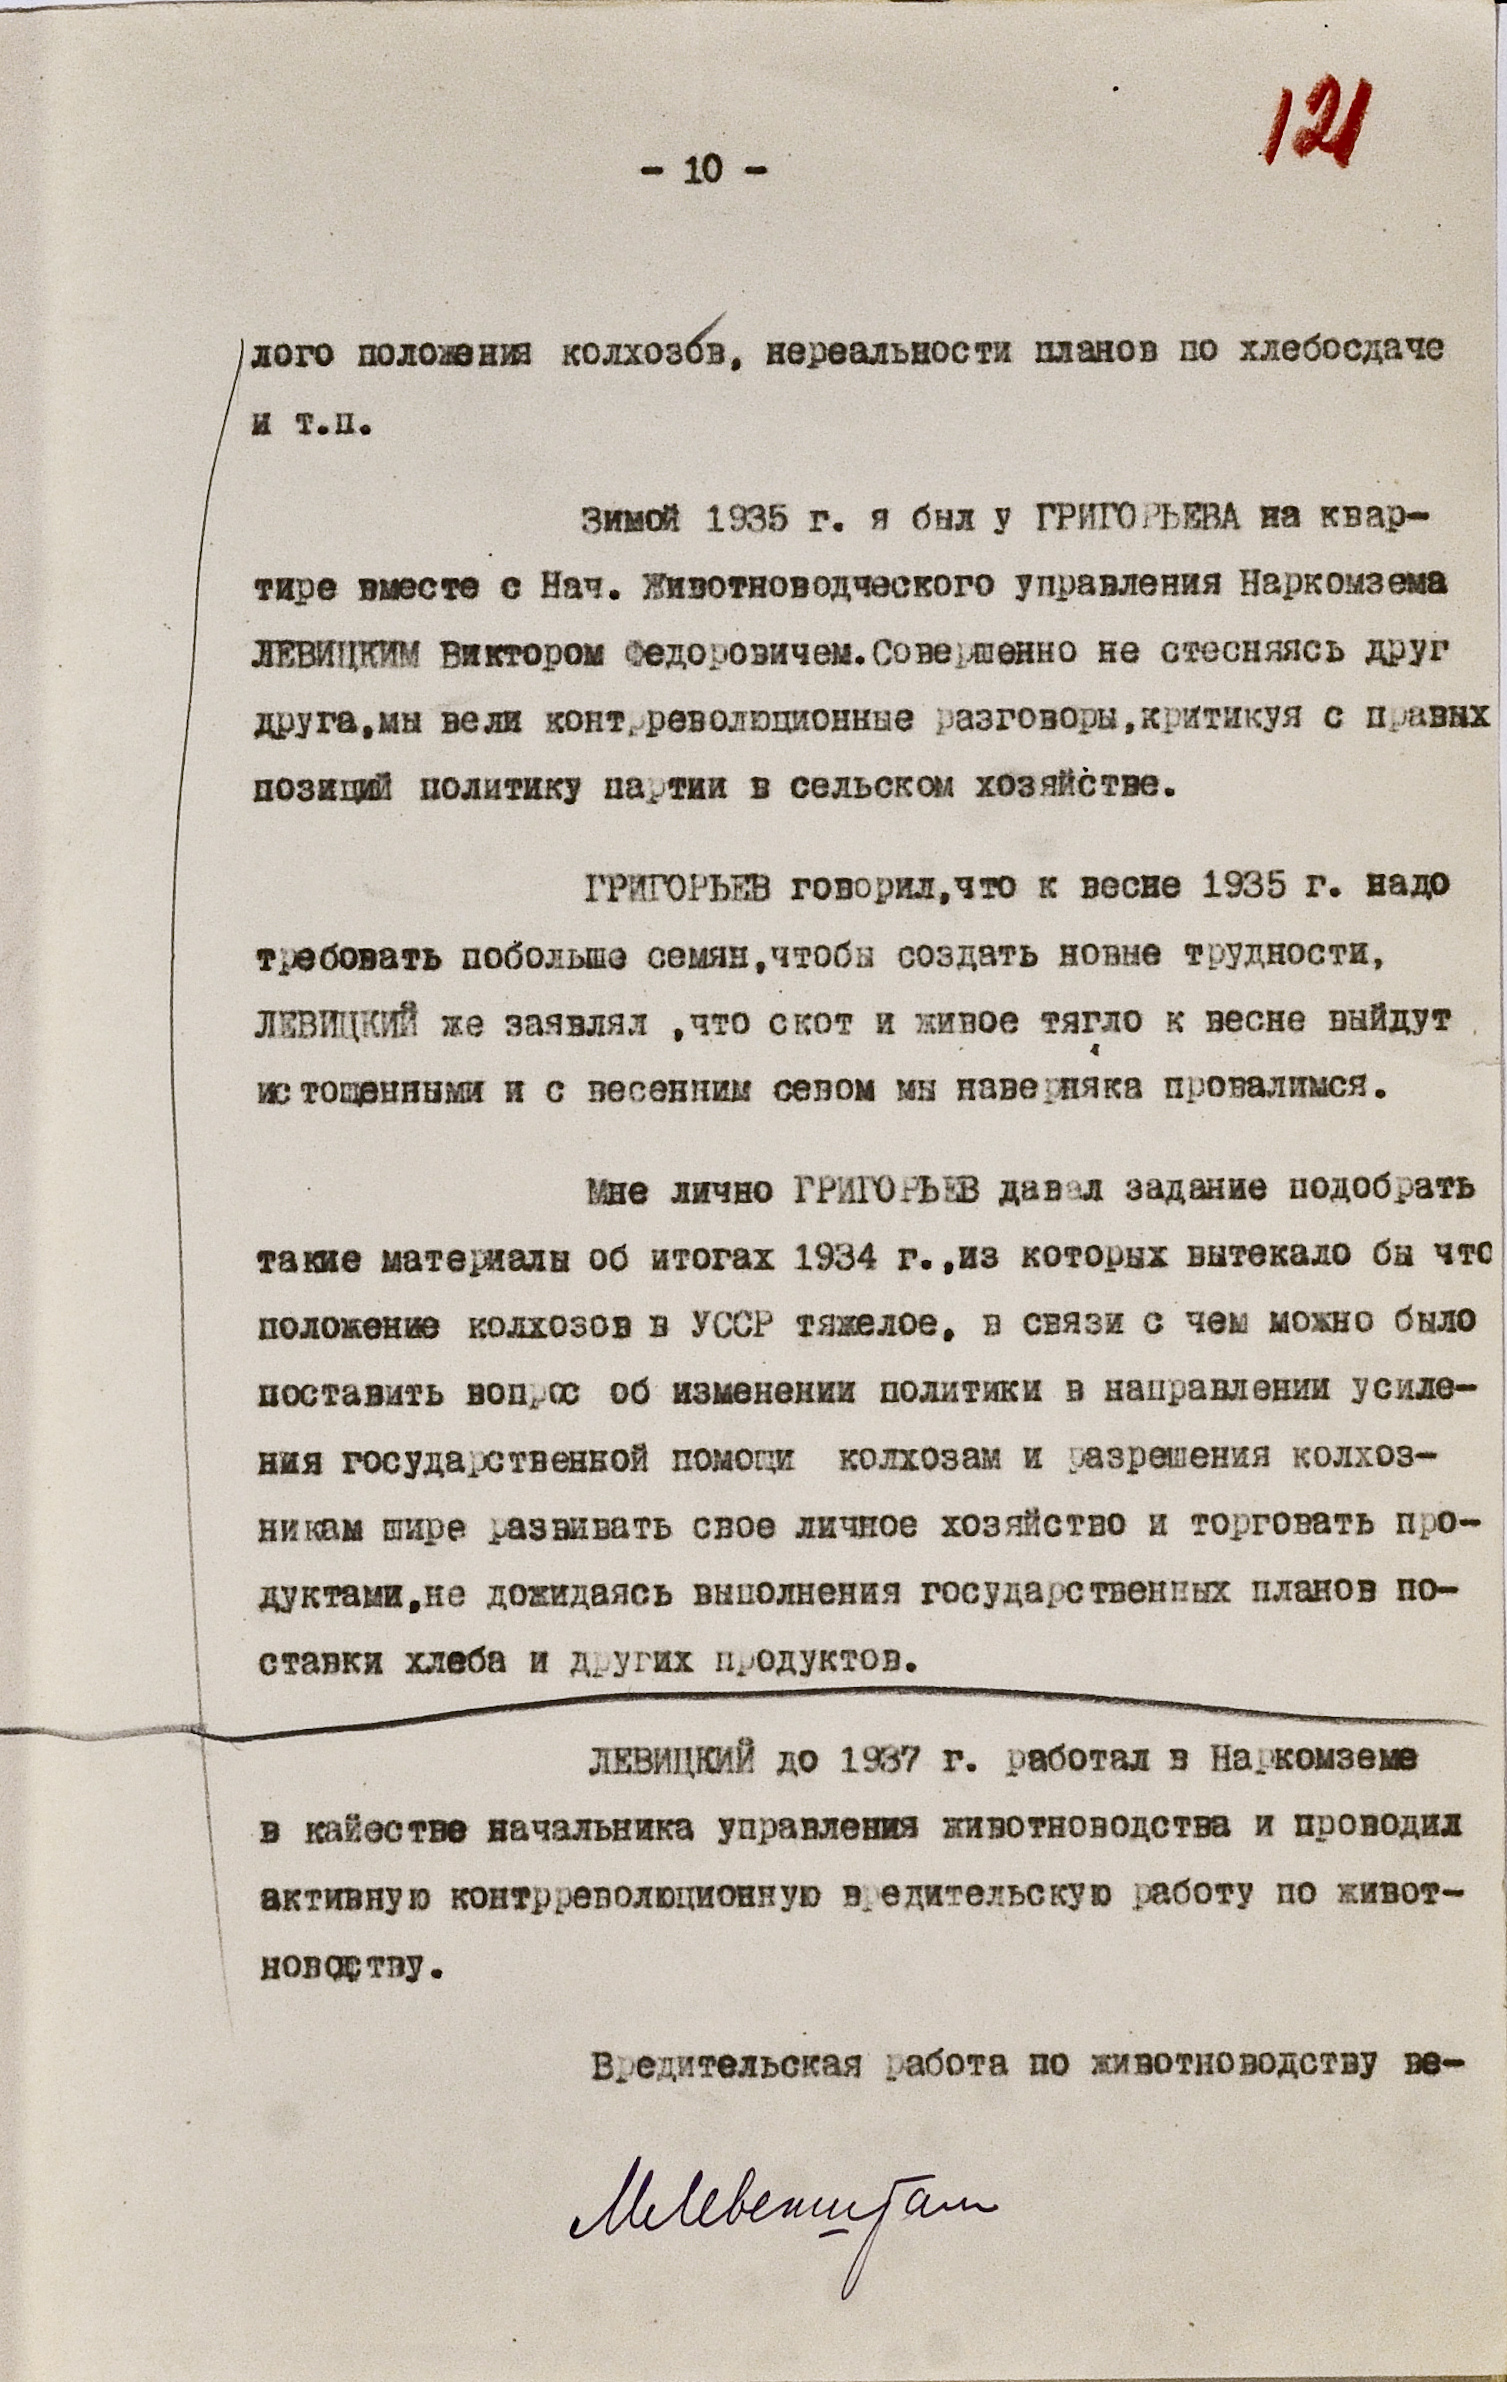 121
- 10 -
лого положения колхозов, нереальности планов по хлебосдаче
и т.п.
Зимой 1935 г. я был у ГРИГОРЬЕВА на квар-
тире вместе с Нач. Животноводческого управления Наркомзема
ЛЕВИЦКИМ Виктором Федоровичем.Совершенно не стесняясь друг
друга,мы вели контрреволюционные разговоры,критикуя с правых
позиций политику партии в сельском хозяйстве.
ГРИГОРЬЕВ говорил,что к весне 1935 г. надо
требовать побольше семян,чтобы создать новые трудности,
ЛЕВИЦКИЙ же заявлял ,что скот и живое тягло к весне выйдут
истощенными и с весенним севом мы наверняка провалимся.
Мне лично ГРИГОРЬЕВ давал задание подобрать
такие материалы об итогах 1934 г.,из которых вытекало бы что
положение колхозов в УССР тяжелое, в связи с чем можно было
поставить вопрос об изменении политики в направлении усиле-
ния государственной помощи колхозам и разрешения колхоз-
никам шире развивать свое личное хозяйство и торговать про-
дуктами,не дожидаясь выполнения государственных планов по-
ставки хлеба и других продуктов.
ЛЕВИЦКИЙ до 1937 г. работал в Наркомземе
в кайестве начальника управления животноводства и проводил
активную контрреволюционную вредительскую работу по живот-
новодству.
Вредительская работа по животноводству ве-
МЛевенштам